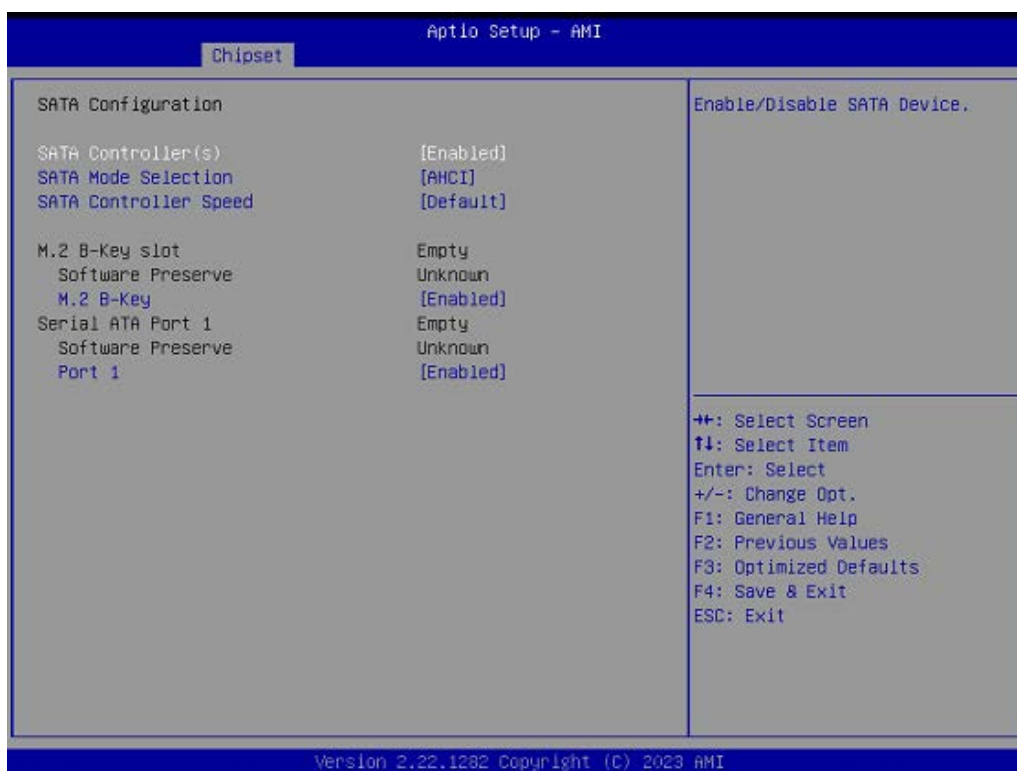 Aptio Setup - AMI
Chipset
SATA Configuration
SATA Controller(s) [Enabled]
SATA Mode Selection [AHCI]
SATA Controller Speed [Default]
M.2 B-Key slot Empty
Software Preserve Unknown
M.2 B-Key [Enabled]
Serial ATA Port 1 Empty
Software Preserve Unknown
Port 1 [Enabled]
Enable/Disable SATA Device.
→←: Select Screen
↑↓: Select Item
Enter: Select
+/-: Change Opt.
F1: General Help
F2: Previous Values
F3: Optimized Defaults
F4: Save & Exit
ESC: Exit
Version 2.22.1282 Copyright (C) 2023 AMI